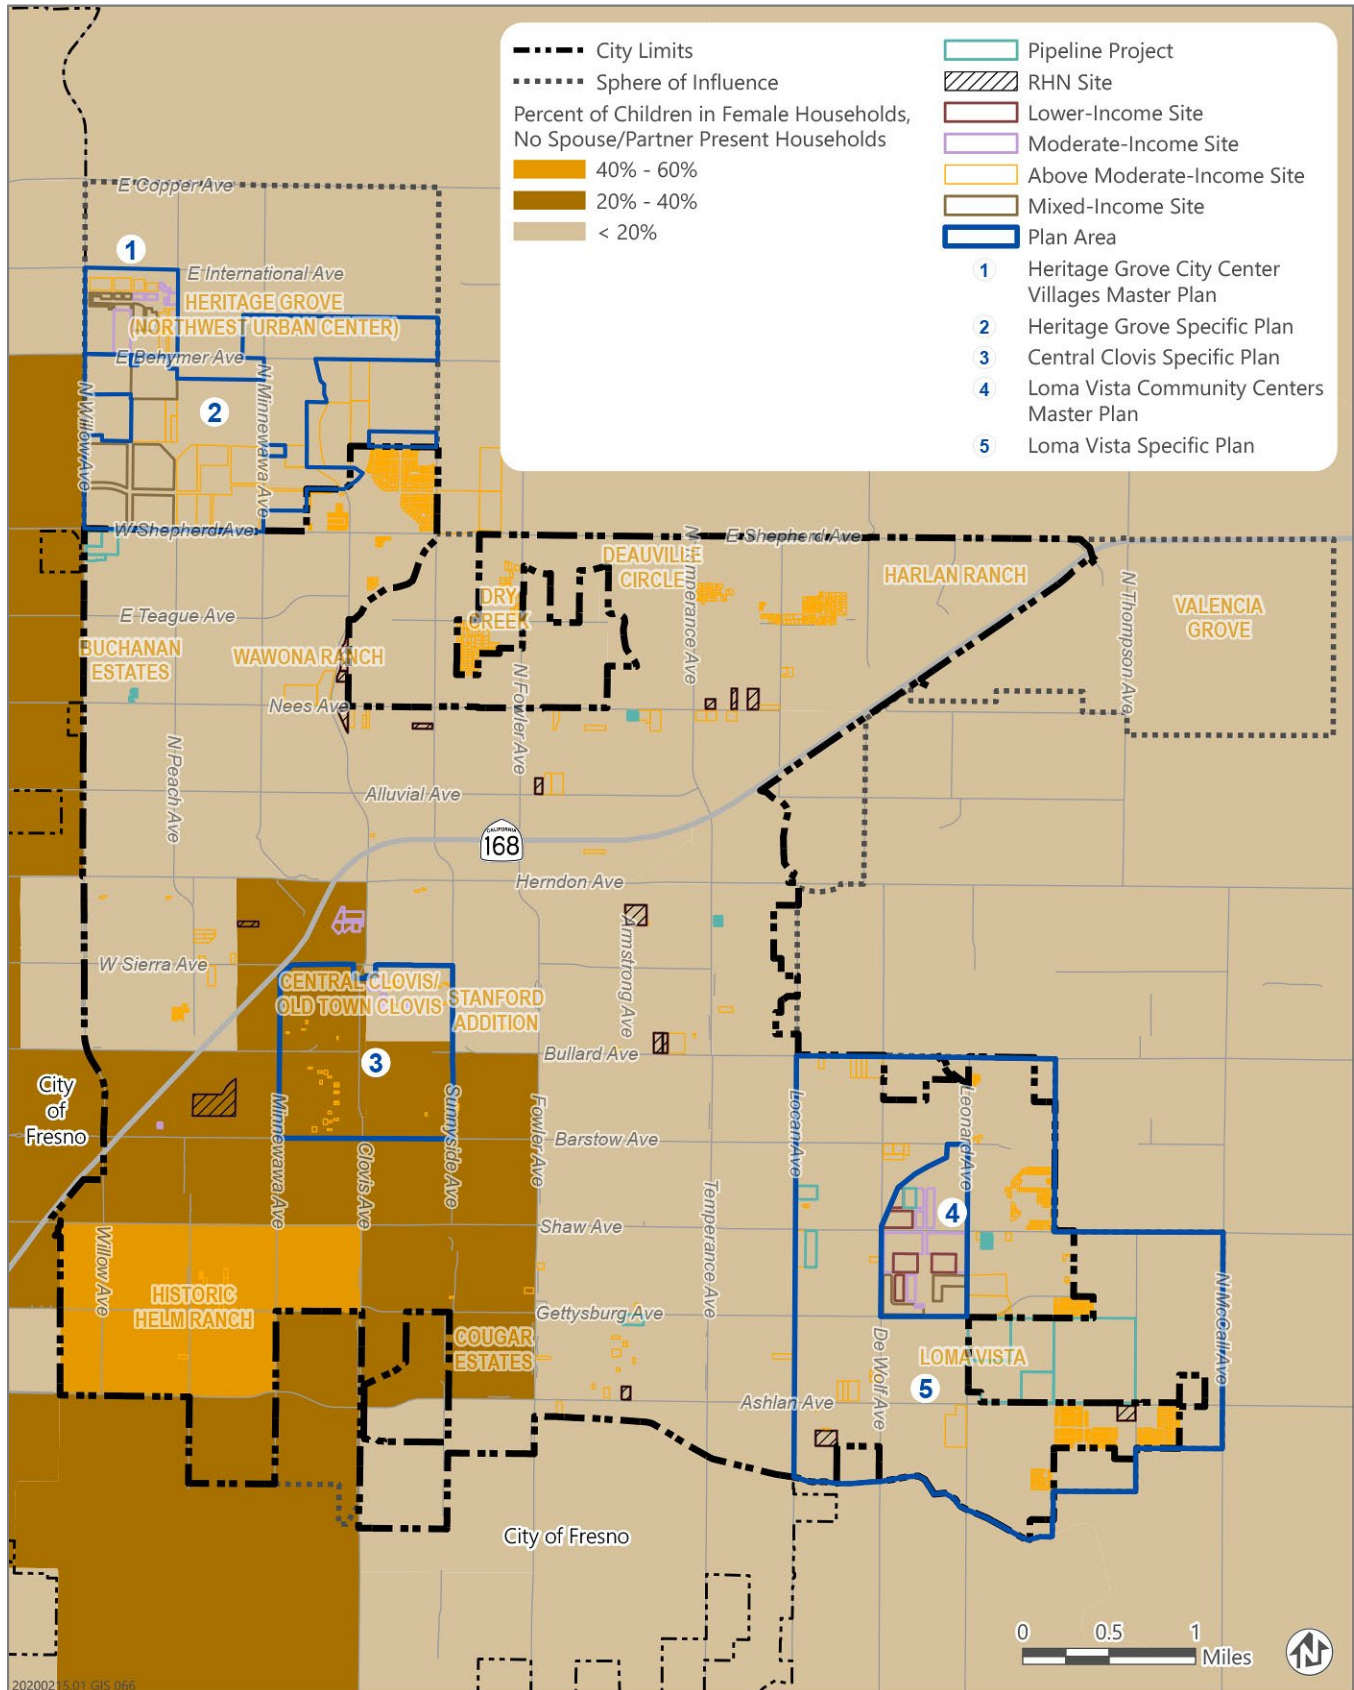 City Limits
Sphere of Influence
Percent of Children in Female Households,
No Spouse/Partner Present Households
40% - 60%
20% - 40%
< 20%
Pipeline Project
RHN Site
Lower-Income Site
Moderate-Income Site
Above Moderate-Income Site
Mixed-Income Site
Plan Area
1 Heritage Grove City Center
Villages Master Plan
2 Heritage Grove Specific Plan
3 Central Clovis Specific Plan
4 Loma Vista Community Centers
Master Plan
5 Loma Vista Specific Plan
E Copper Ave
1
E International Ave
HERITAGE GROVE
(NORTHWEST URBAN CENTER)
E Behymer Ave
N Willow Ave
2
N Minnewawa Ave
W Shepherd Ave
E Shepherd Ave
DEAUVILLE
CIRCLE
N Temperance Ave
HARLAN RANCH
N Thompson Ave
VALENCIA
GROVE
DRY
CREEK
E Teague Ave
BUCHANAN
ESTATES
WAWONA RANCH
Nees Ave
N Fowler Ave
N Peach Ave
Alluvial Ave
CALIFORNIA
168
Herndon Ave
Armstrong Ave
W Sierra Ave
CENTRAL CLOVIS/
OLD TOWN CLOVIS
STANFORD
ADDITION
3
Bullard Ave
City
of
Fresno
Minnewawa Ave
Clovis Ave
Sunnyside Ave
Fowler Ave
Barstow Ave
Locan Ave
Leonard Ave
4
Shaw Ave
Willow Ave
Temperance Ave
HISTORIC
HELM RANCH
Gettysburg Ave
COUGAR
ESTATES
De Wolf Ave
LOMA VISTA
N McCall Ave
5
Ashlan Ave
City of Fresno
0 0.5 1
Miles
N
20200215.01 GIS 066